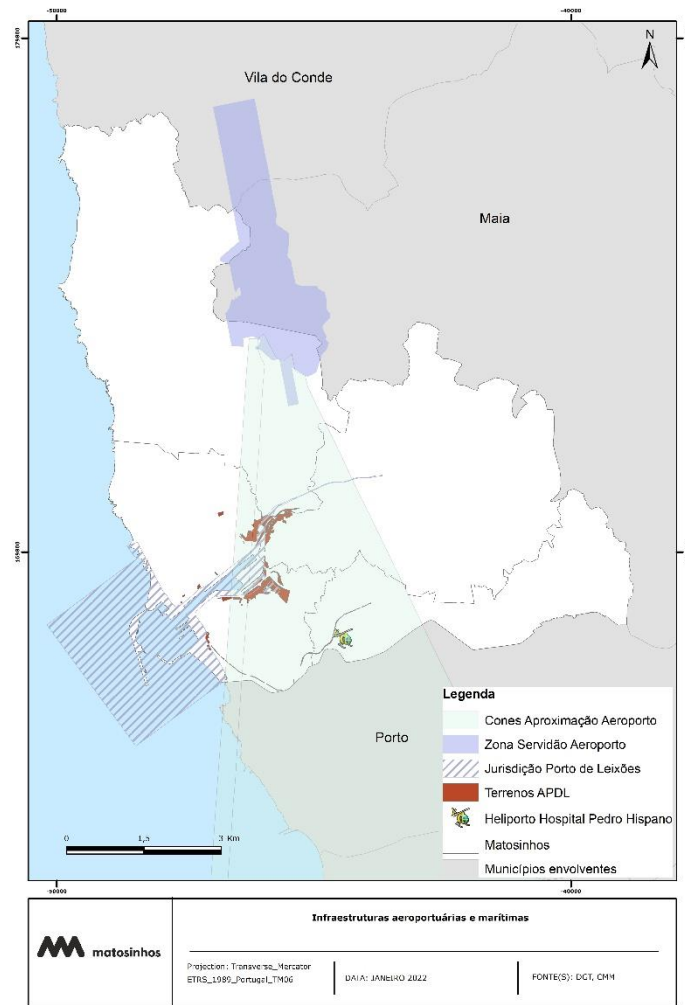 -50000
-40000
179800
N
Vila do Conde
Maia
169800
Porto
Legenda
Cones Aproximação Aeroporto
Zona Servidão Aeroporto
Jurisdição Porto de Leixões
Terrenos APDL
Heliporto Hospital Pedro Hispano
Matosinhos
Municípios envolventes
0 1,5 3 Km
-50000
-40000
Infraestruturas aeroportuárias e marítimas
matosinhos
Projection: Transverse_Mercator
ETRS_1989_Portugal_TM06
DATA: JANEIRO 2022
FONTE(S): DGT, CMM